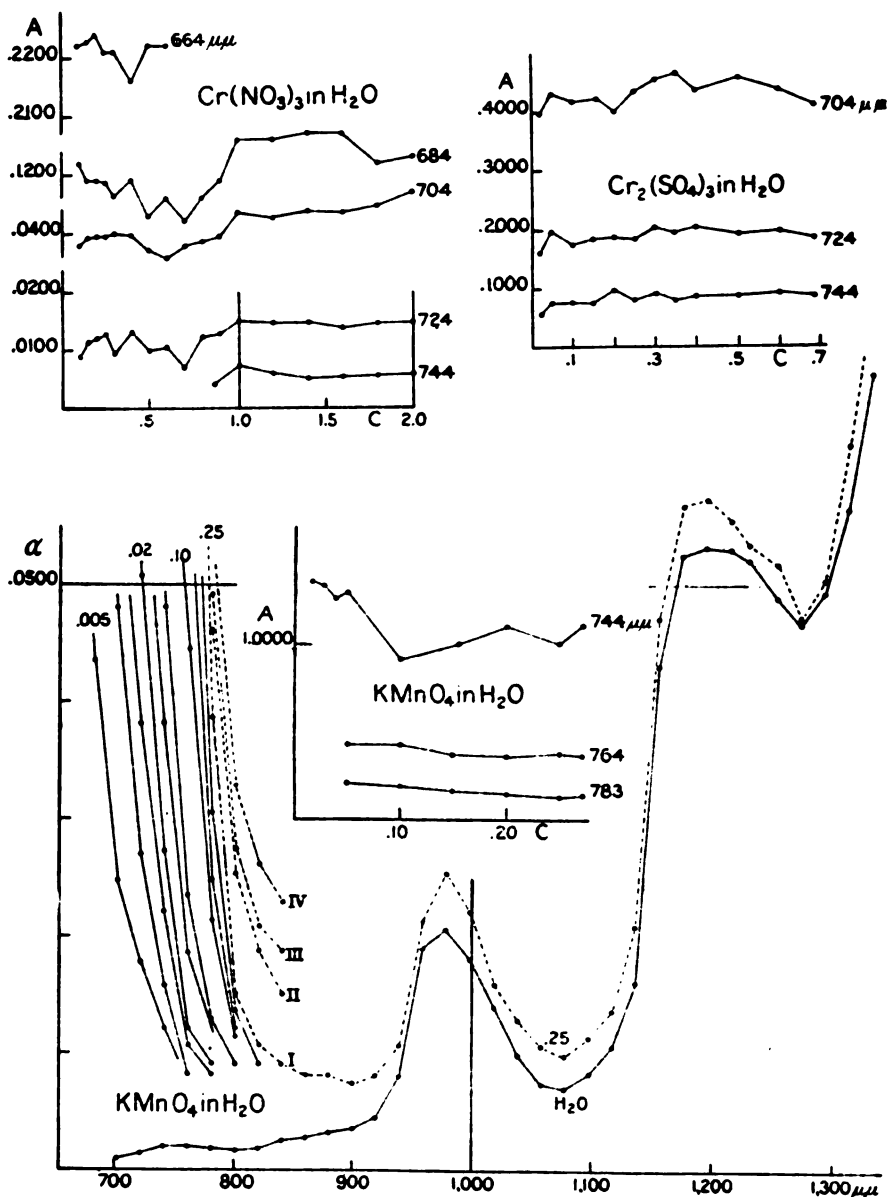 A
.2200
.2100
.1200
.0400
.0200
.0100
664 μμ
Cr(NO₃)₃ in H₂O
684
704
724
744
.5
1.0
1.5
C
2.0
A
.4000
.3000
.2000
.1000
704 μμ
Cr₂(SO₄)₃ in H₂O
724
744
.1
.3
.5
C
.7
α
.0500
.005
.02
.10
.25
A
1.0000
744 μμ
KMnO₄ in H₂O
764
783
.10
.20
C
IV
III
II
I
KMnO₄ in H₂O
.25
H₂O
700
800
900
1,000
1,100
1,200
1,300 μμ